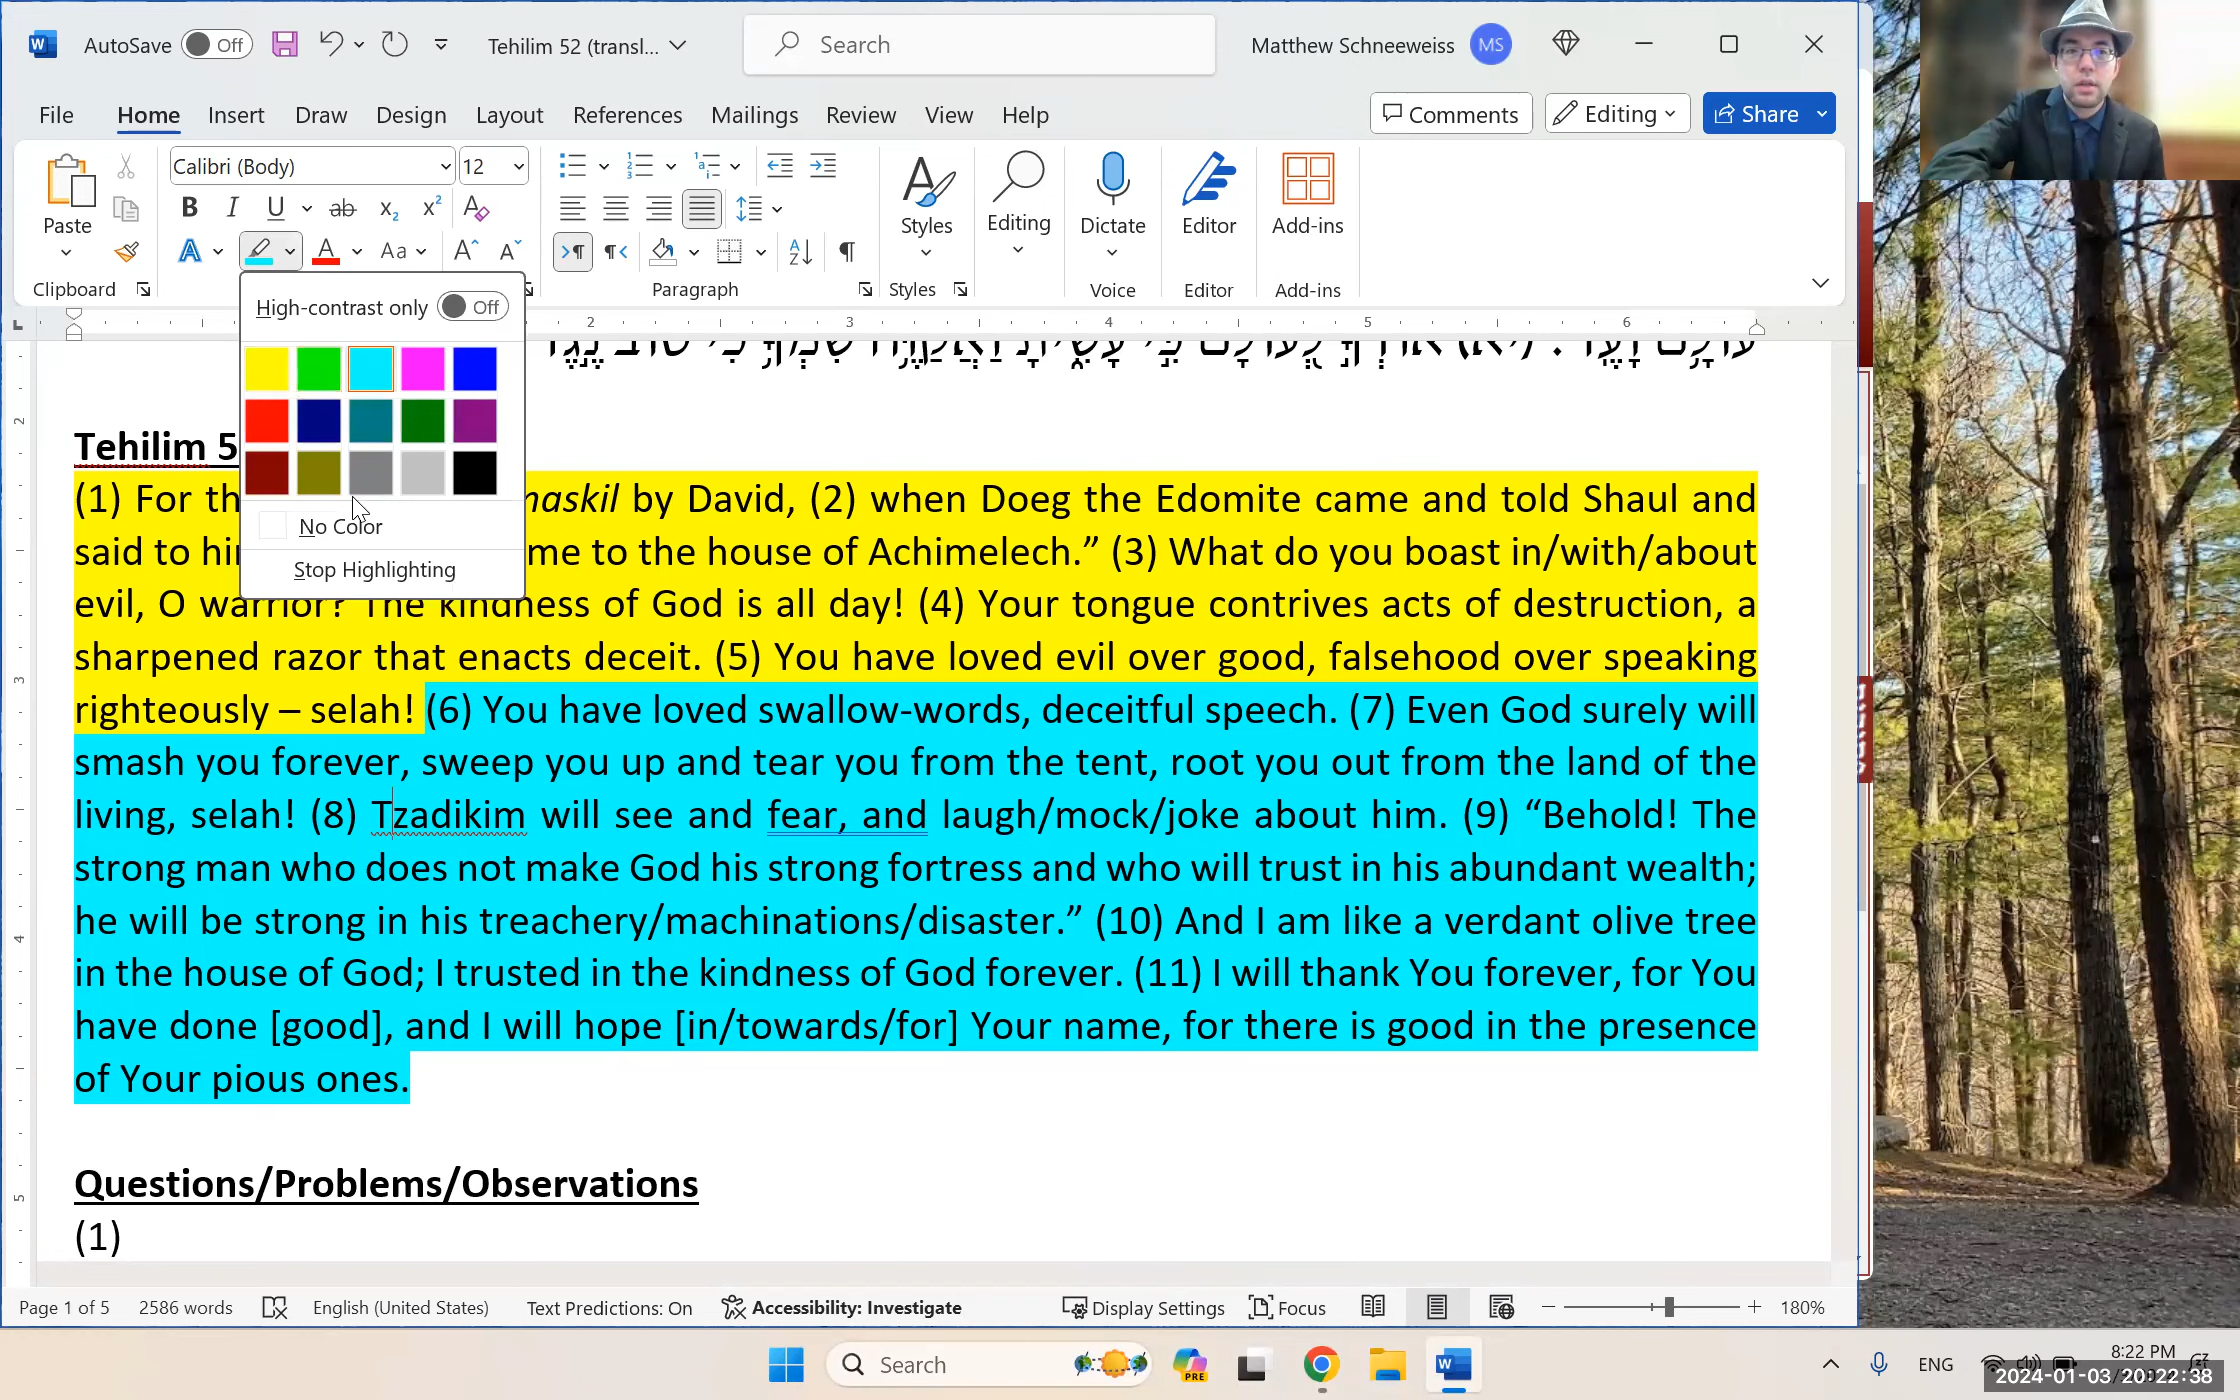 AutoSave Off Tehilim 52 (transl... Search Matthew Schneeweiss MS
File Home Insert Draw Design Layout References Mailings Review View Help Comments Editing Share
Paste Calibri (Body) 12 Styles Editing Dictate Editor Add-ins
Clipboard Paragraph Styles Voice Editor Add-ins
High-contrast only Off
No Color
Stop Highlighting
2 3 4 5 6
Tehilim 5
(1) For th maskil by David, (2) when Doeg the Edomite came and told Shaul and
said to hi me to the house of Achimelech.” (3) What do you boast in/with/about
evil, O warrior? The kindness of God is all day! (4) Your tongue contrives acts of destruction, a
sharpened razor that enacts deceit. (5) You have loved evil over good, falsehood over speaking
righteously – selah! (6) You have loved swallow-words, deceitful speech. (7) Even God surely will
smash you forever, sweep you up and tear you from the tent, root you out from the land of the
living, selah! (8) Tzadikim will see and fear, and laugh/mock/joke about him. (9) “Behold! The
strong man who does not make God his strong fortress and who will trust in his abundant wealth;
he will be strong in his treachery/machinations/disaster.” (10) And I am like a verdant olive tree
in the house of God; I trusted in the kindness of God forever. (11) I will thank You forever, for You
have done [good], and I will hope [in/towards/for] Your name, for there is good in the presence
of Your pious ones.
Questions/Problems/Observations
(1)
Page 1 of 5 2586 words English (United States) Text Predictions: On Accessibility: Investigate Display Settings Focus 180%
Search PRE ENG 8:22 PM
2024-01-03 20:22:38